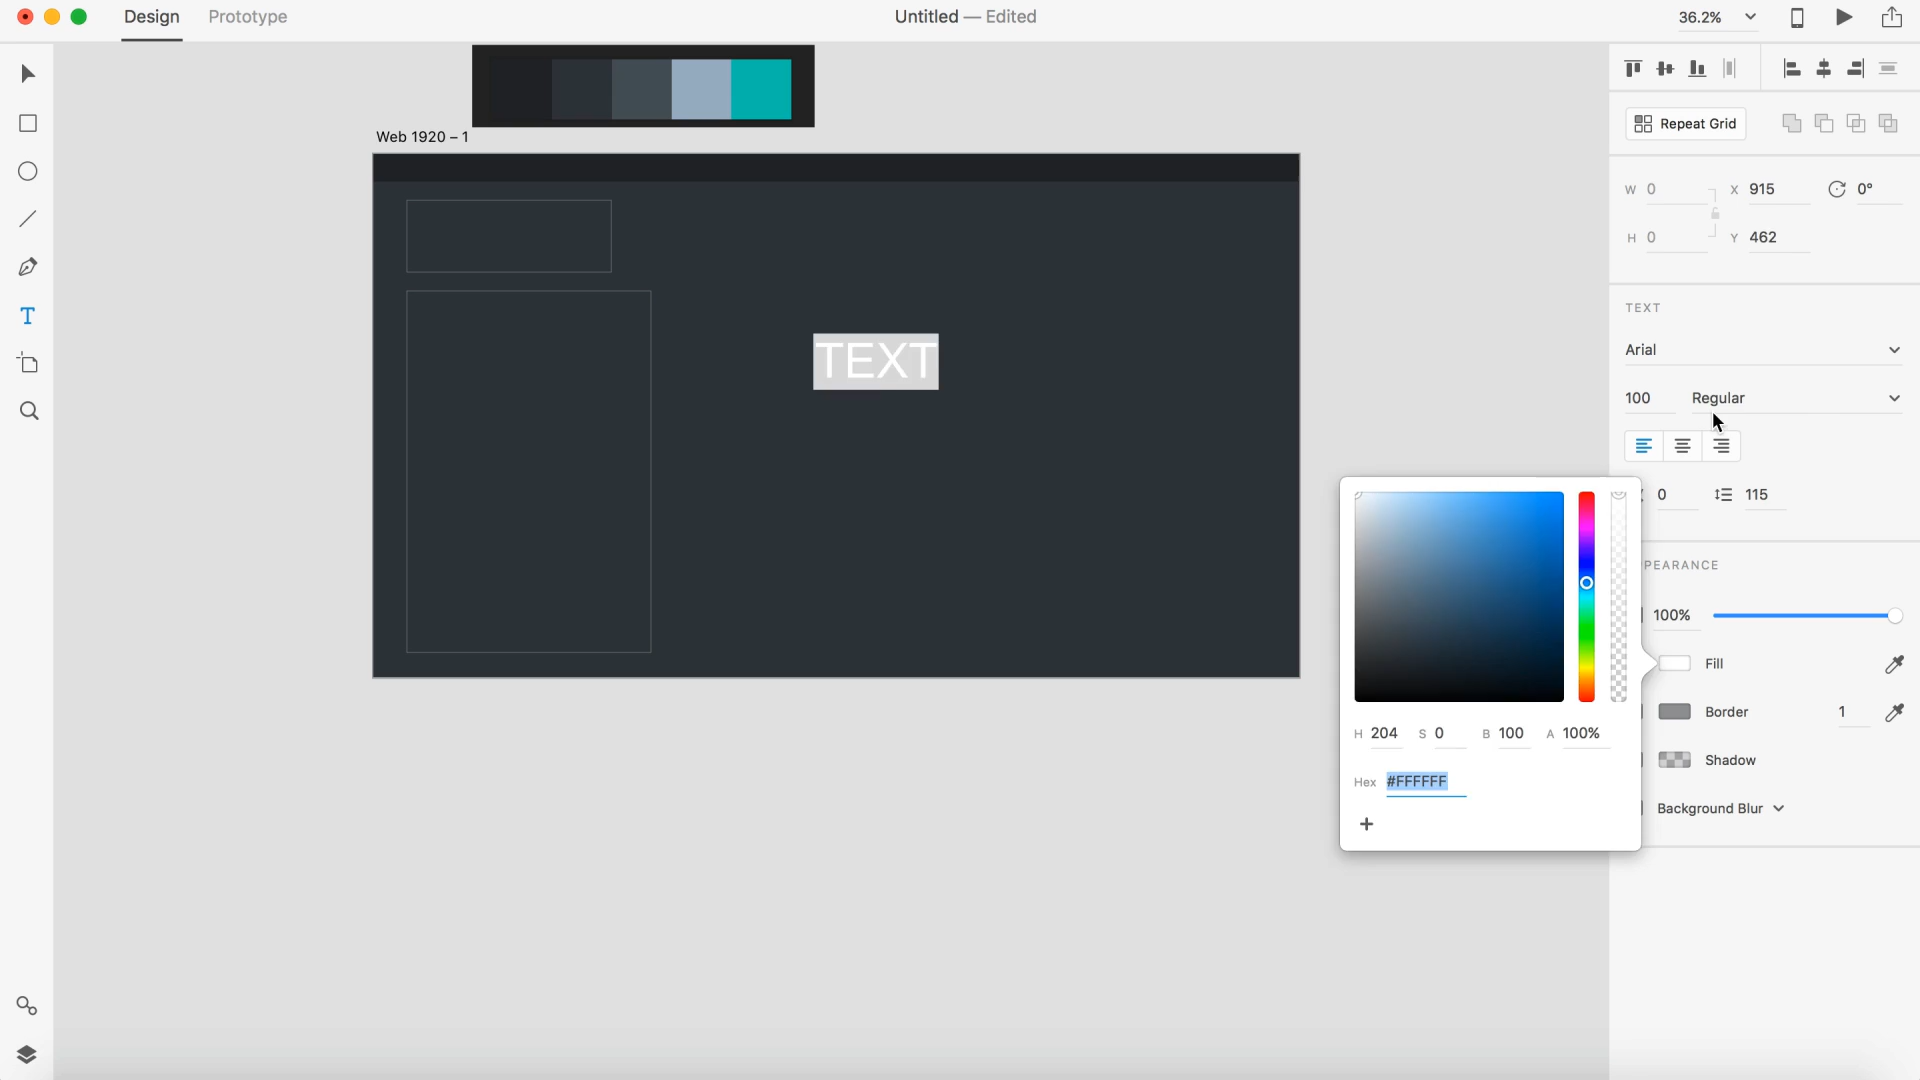 Design Prototype Untitled — Edited 36.2%
Repeat Grid
Web 1920 – 1
W 0 X 915 0°
H 0 Y 462
TEXT
Arial
TEXT
100 Regular
0 115
PEARANCE
100%
Fill
Border 1
H 204 S 0 B 100 A 100%
Shadow
Hex #FFFFFF
Background Blur